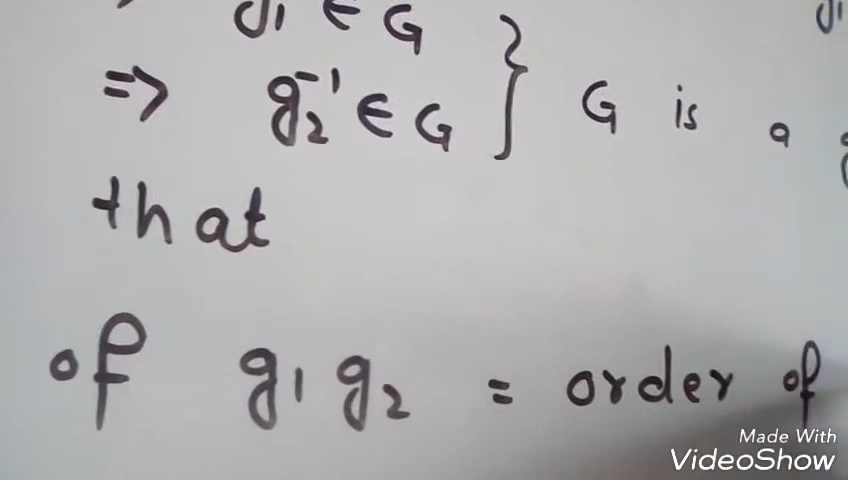 g₁ ∈ G
=> g₂⁻¹ ∈ G } G is a
that
of g₁ g₂ = order of
Made With
VideoShow